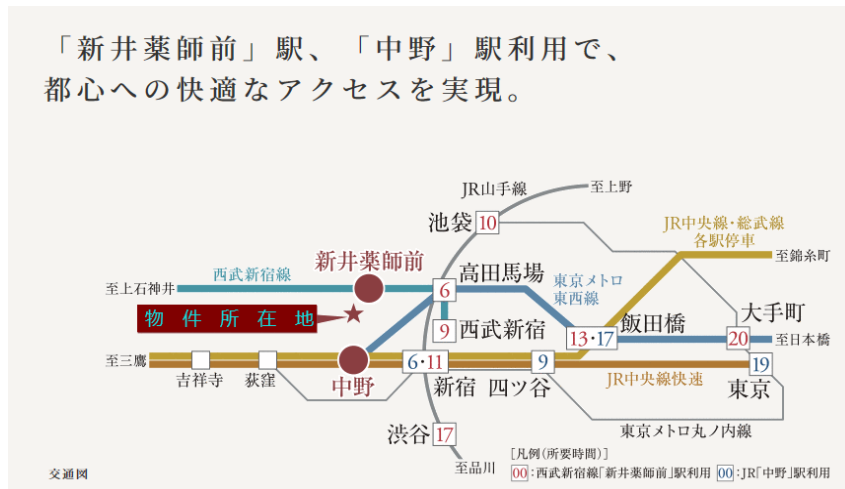 「新井薬師前」駅、「中野」駅利用で、
都心への快適なアクセスを実現。
JR山手線
至上野
池袋
10
JR中央線・総武線
各駅停車
新井薬師前
西武新宿線
高田馬場
東京メトロ
東西線
至錦糸町
至上石神井
6
物件所在地
9
西武新宿
13・17
飯田橋
大手町
20
至日本橋
至三鷹
吉祥寺
荻窪
中野
6・11
新宿
四ツ谷
9
JR中央線快速
19
東京
渋谷
17
東京メトロ丸ノ内線
至品川
[凡例(所要時間)]
00:西武新宿線「新井薬師前」駅利用 00:JR「中野」駅利用
交通図